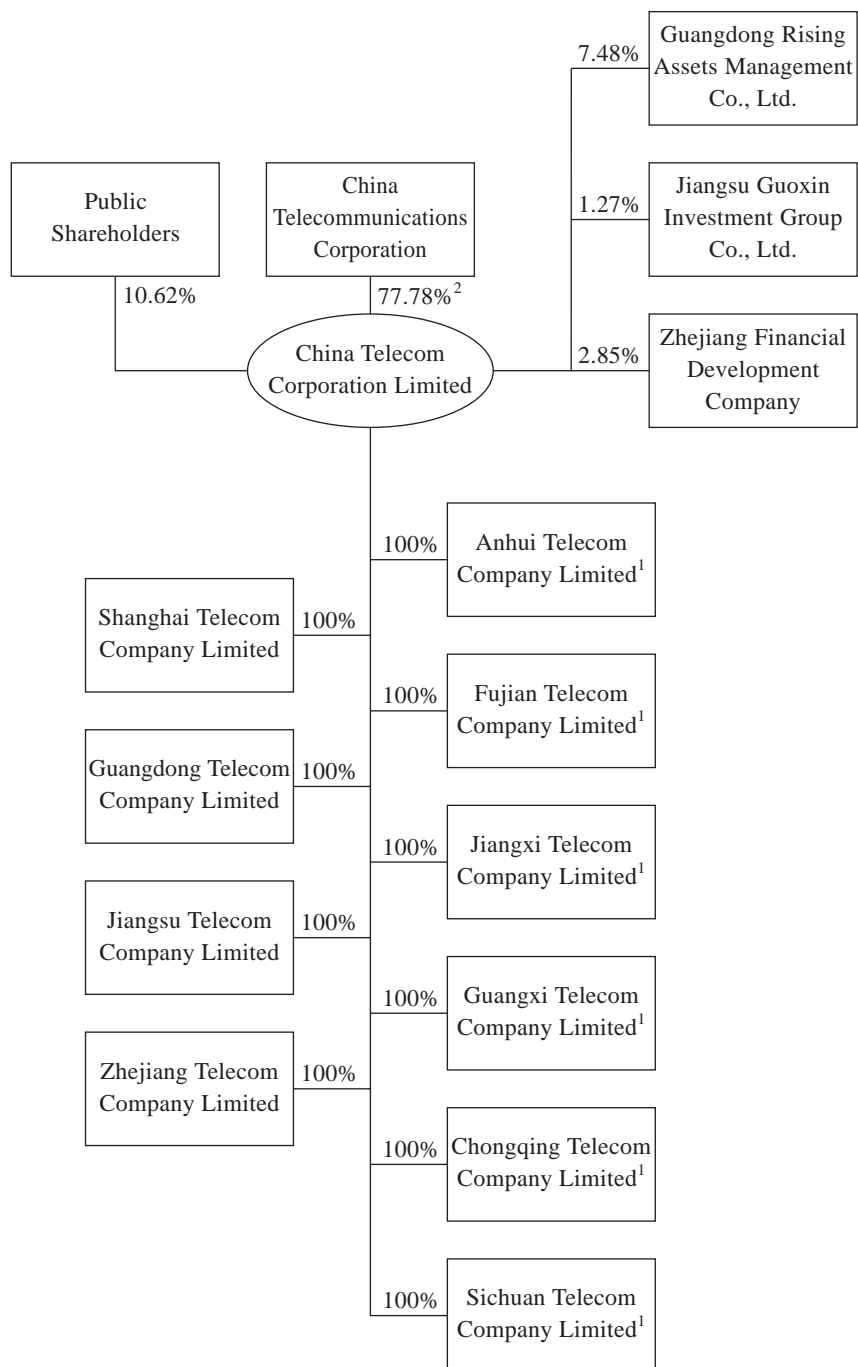 7.48%
Guangdong Rising
Assets Management
Co., Ltd.
Public
Shareholders
China
Telecommunications
Corporation
1.27%
Jiangsu Guoxin
Investment Group
Co., Ltd.
10.62%
77.78%2
China Telecom
Corporation Limited
2.85%
Zhejiang Financial
Development
Company
100%
Anhui Telecom
Company Limited1
Shanghai Telecom
Company Limited
100%
100%
Fujian Telecom
Company Limited1
Guangdong Telecom
Company Limited
100%
100%
Jiangxi Telecom
Company Limited1
Jiangsu Telecom
Company Limited
100%
100%
Guangxi Telecom
Company Limited1
Zhejiang Telecom
Company Limited
100%
100%
Chongqing Telecom
Company Limited1
100%
Sichuan Telecom
Company Limited1